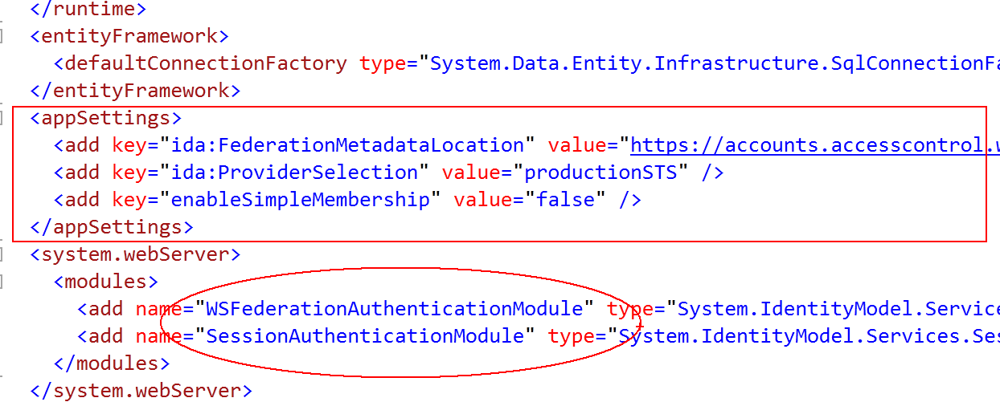 </runtime>
<entityFramework>
<defaultConnectionFactory type="System.Data.Entity.Infrastructure.SqlConnectionFa
</entityFramework>
<appSettings>
<add key="ida:FederationMetadataLocation" value="https://accounts.accesscontrol.w
<add key="ida:ProviderSelection" value="productionSTS" />
<add key="enableSimpleMembership" value="false" />
</appSettings>
<system.webServer>
<modules>
<add name="WSFederationAuthenticationModule" type="System.IdentityModel.Service
<add name="SessionAuthenticationModule" type="System.IdentityModel.Services.Ses
</modules>
</system.webServer>